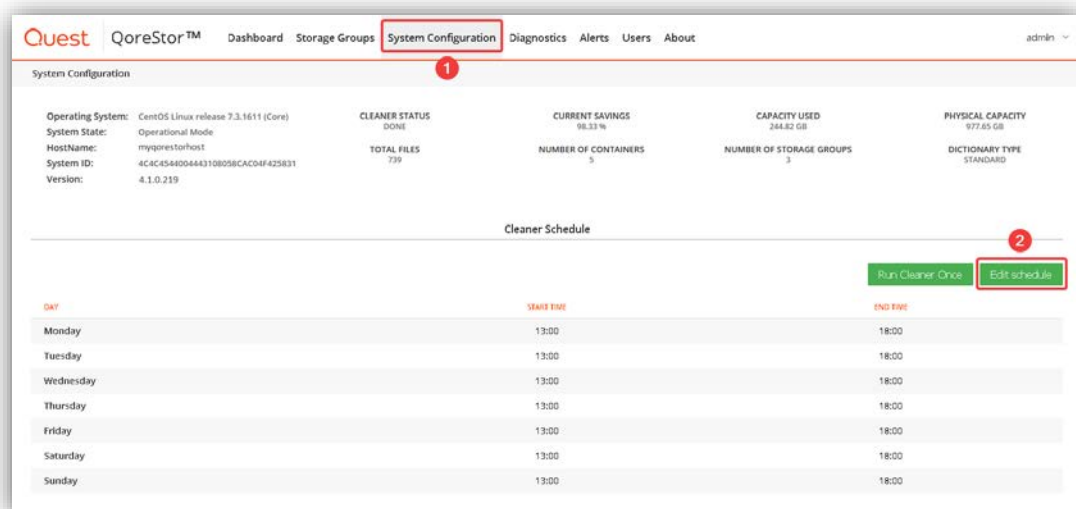 Quest QoreStor™ Dashboard Storage Groups System Configuration Diagnostics Alerts Users About admin
1
System Configuration
Operating System: CentOS Linux release 7.3.1611 (Core)
System State: Operational Mode
HostName: myqorestorhost
System ID: 4C4C4544004443108058CAC04F425831
Version: 4.1.0.219
CLEANER STATUS
DONE
TOTAL FILES
739
CURRENT SAVINGS
98.33 %
NUMBER OF CONTAINERS
5
CAPACITY USED
244.82 GB
NUMBER OF STORAGE GROUPS
3
PHYSICAL CAPACITY
977.65 GB
DICTIONARY TYPE
STANDARD
Cleaner Schedule
2
Run Cleaner Once Edit schedule
DAY START TIME END TIME
Monday 13:00 18:00
Tuesday 13:00 18:00
Wednesday 13:00 18:00
Thursday 13:00 18:00
Friday 13:00 18:00
Saturday 13:00 18:00
Sunday 13:00 18:00